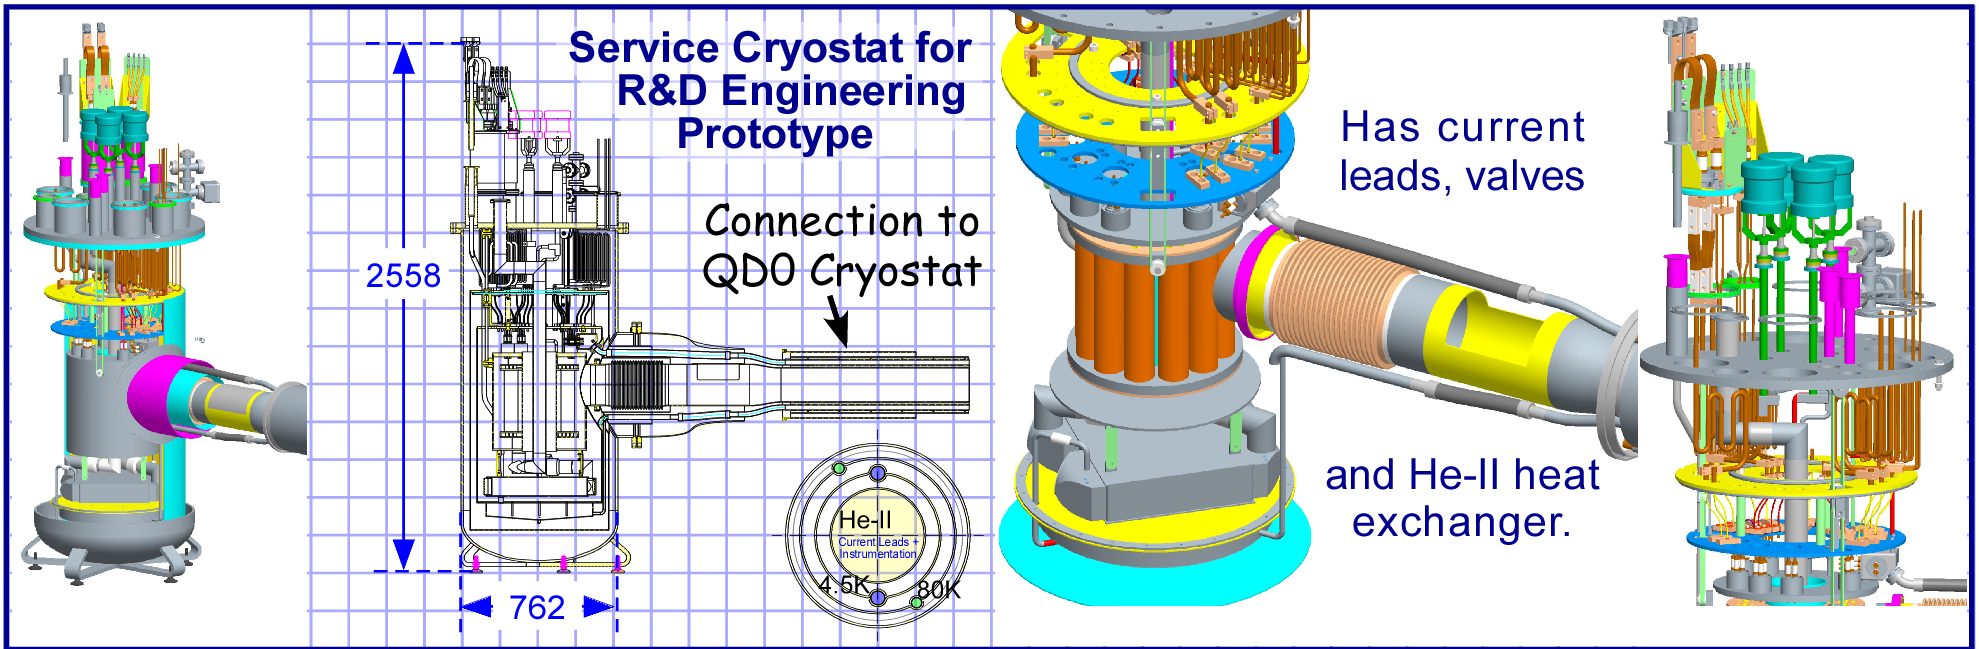 Service Cryostat for
R&D Engineering
Prototype
2558
Connection to
QD0 Cryostat
He-II
Current Leads +
Instrumentation
4.5K
80K
762
Has current
leads, valves
and He-II heat
exchanger.